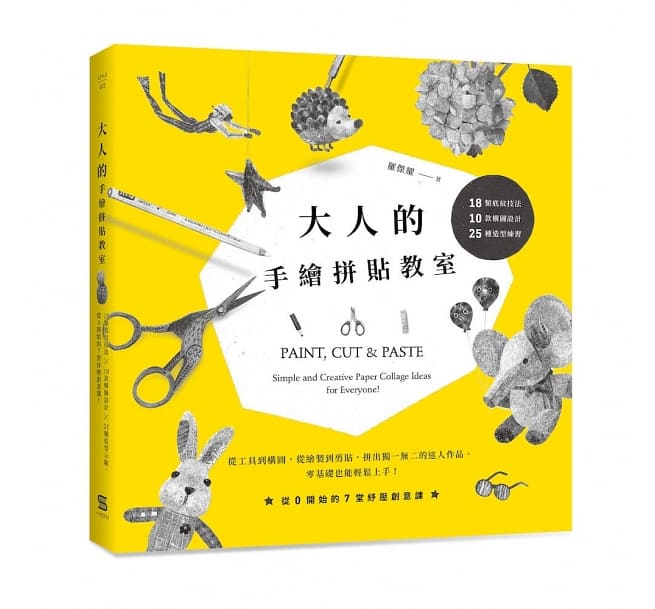 羅傑耀 著
大人的
手繪拼貼教室
18 類底紋技法
10 款構圖設計
25 種造型練習
PAINT, CUT & PASTE
Simple and Creative Paper Collage Ideas
for Everyone!
從工具到構圖，從繪製到剪貼，拼出獨一無二的迷人作品。
零基礎也能輕鬆上手！
從0開始的7堂紓壓創意課
大人的手繪拼貼教室